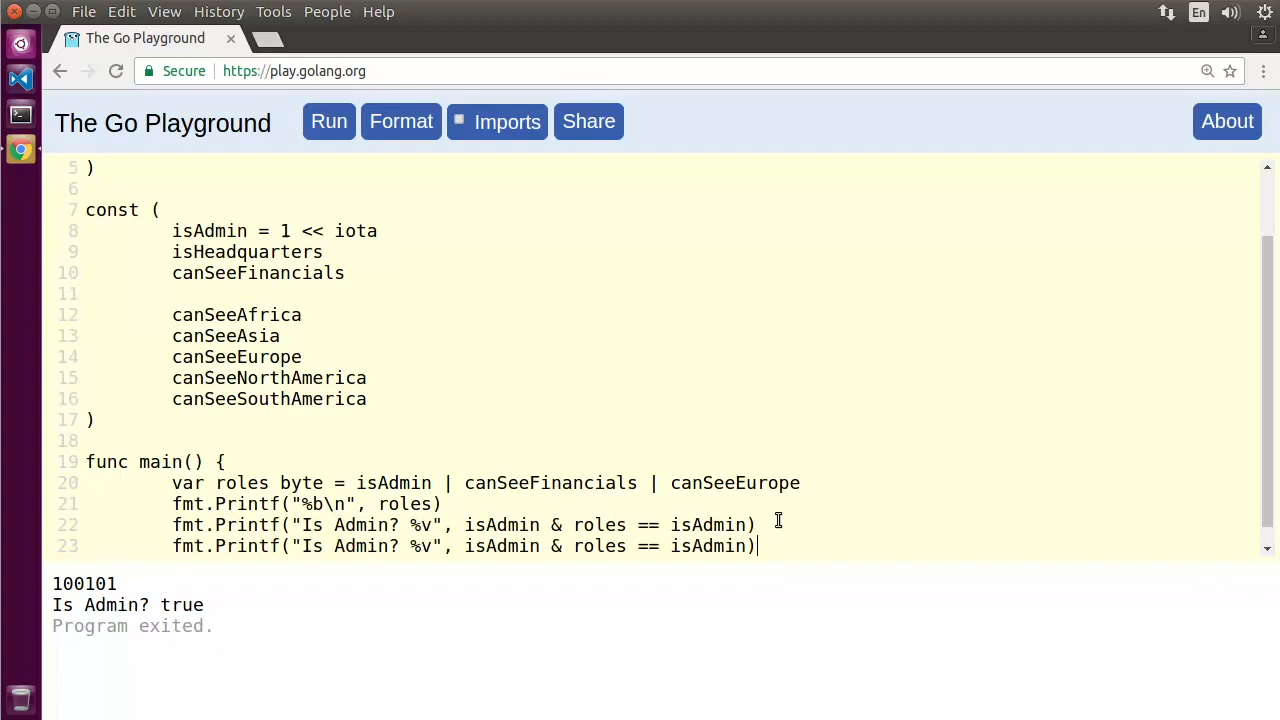 File Edit View History Tools People Help
En
The Go Playground
Secure https://play.golang.org
The Go Playground Run Format Imports Share About
5 )
6
7 const (
8 isAdmin = 1 << iota
9 isHeadquarters
10 canSeeFinancials
11
12 canSeeAfrica
13 canSeeAsia
14 canSeeEurope
15 canSeeNorthAmerica
16 canSeeSouthAmerica
17 )
18
19 func main() {
20 var roles byte = isAdmin | canSeeFinancials | canSeeEurope
21 fmt.Printf("%b\n", roles)
22 fmt.Printf("Is Admin? %v", isAdmin & roles == isAdmin)
23 fmt.Printf("Is Admin? %v", isAdmin & roles == isAdmin)
100101
Is Admin? true
Program exited.